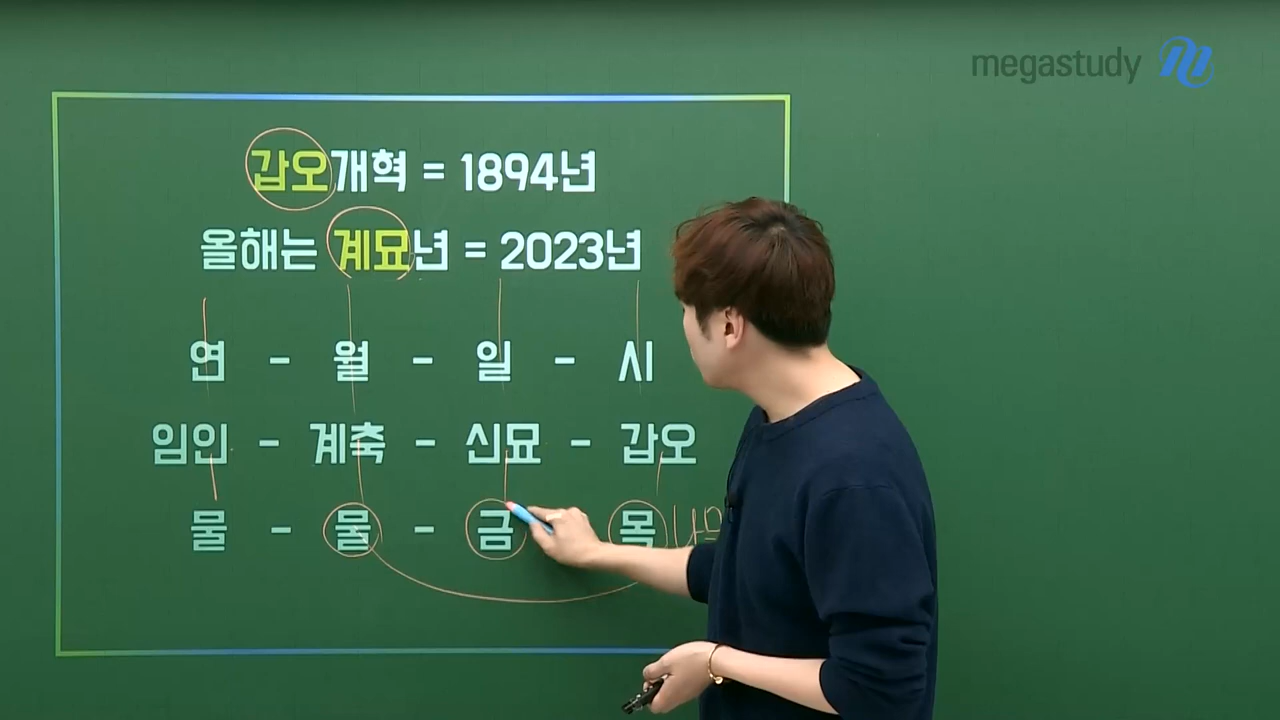 megastudy
갑오개혁 = 1894년
올해는 계묘년 = 2023년
연 - 월 - 일 - 시
임인 - 계축 - 신묘 - 갑오
물 - 물 - 금 - 목